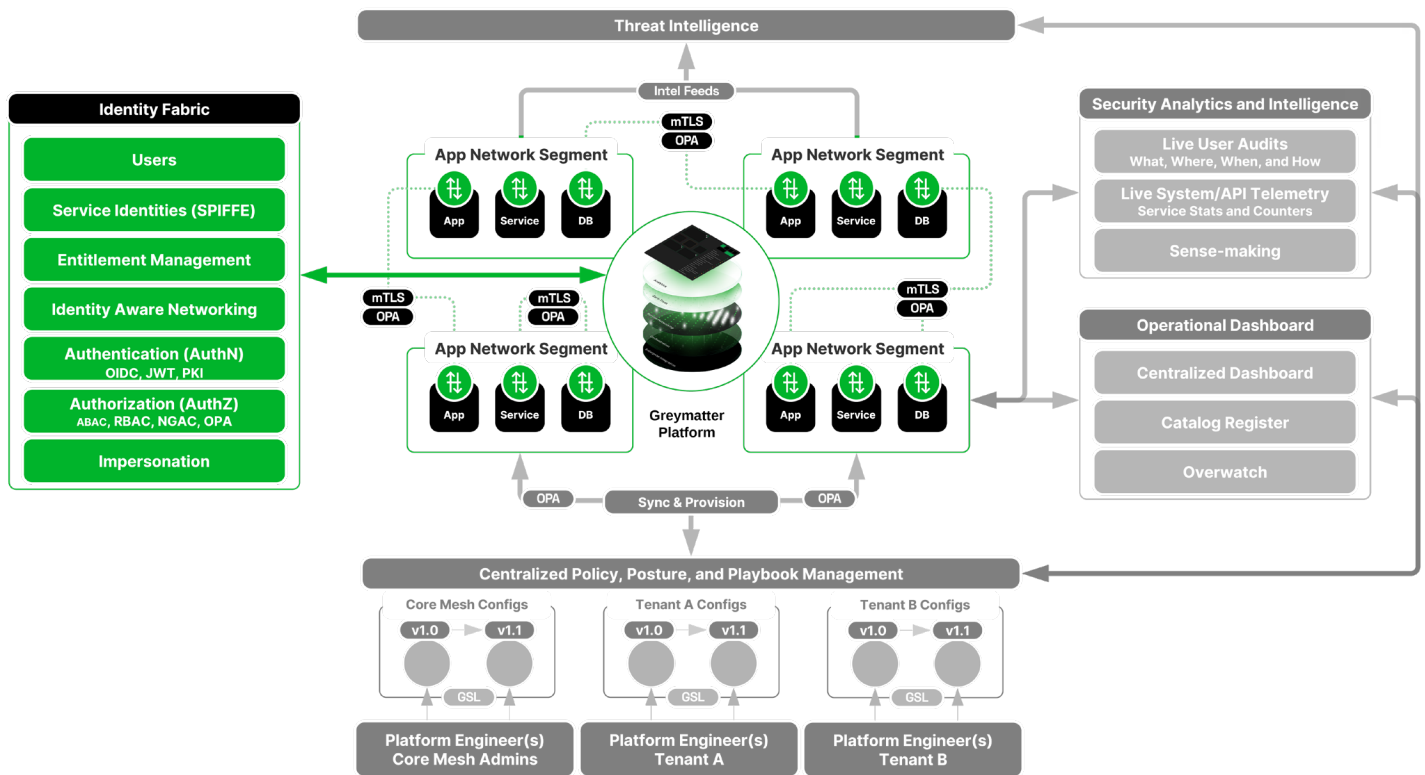 Threat Intelligence
Intel Feeds
Identity Fabric
Users
Service Identities (SPIFFE)
Entitlement Management
Identity Aware Networking
Authentication (AuthN)
OIDC, JWT, PKI
Authorization (AuthZ)
ABAC, RBAC, NGAC, OPA
Impersonation
mTLS
OPA
App Network Segment
App
Service
DB
App Network Segment
App
Service
DB
mTLS
OPA
mTLS
OPA
mTLS
OPA
App Network Segment
App
Service
DB
Greymatter
Platform
App Network Segment
App
Service
DB
Security Analytics and Intelligence
Live User Audits
What, Where, When, and How
Live System/API Telemetry
Service Stats and Counters
Sense-making
Operational Dashboard
Centralized Dashboard
Catalog Register
Overwatch
OPA
Sync & Provision
OPA
Centralized Policy, Posture, and Playbook Management
Core Mesh Configs
v1.0
v1.1
GSL
Platform Engineer(s)
Core Mesh Admins
Tenant A Configs
v1.0
v1.1
GSL
Platform Engineer(s)
Tenant A
Tenant B Configs
v1.0
v1.1
GSL
Platform Engineer(s)
Tenant B